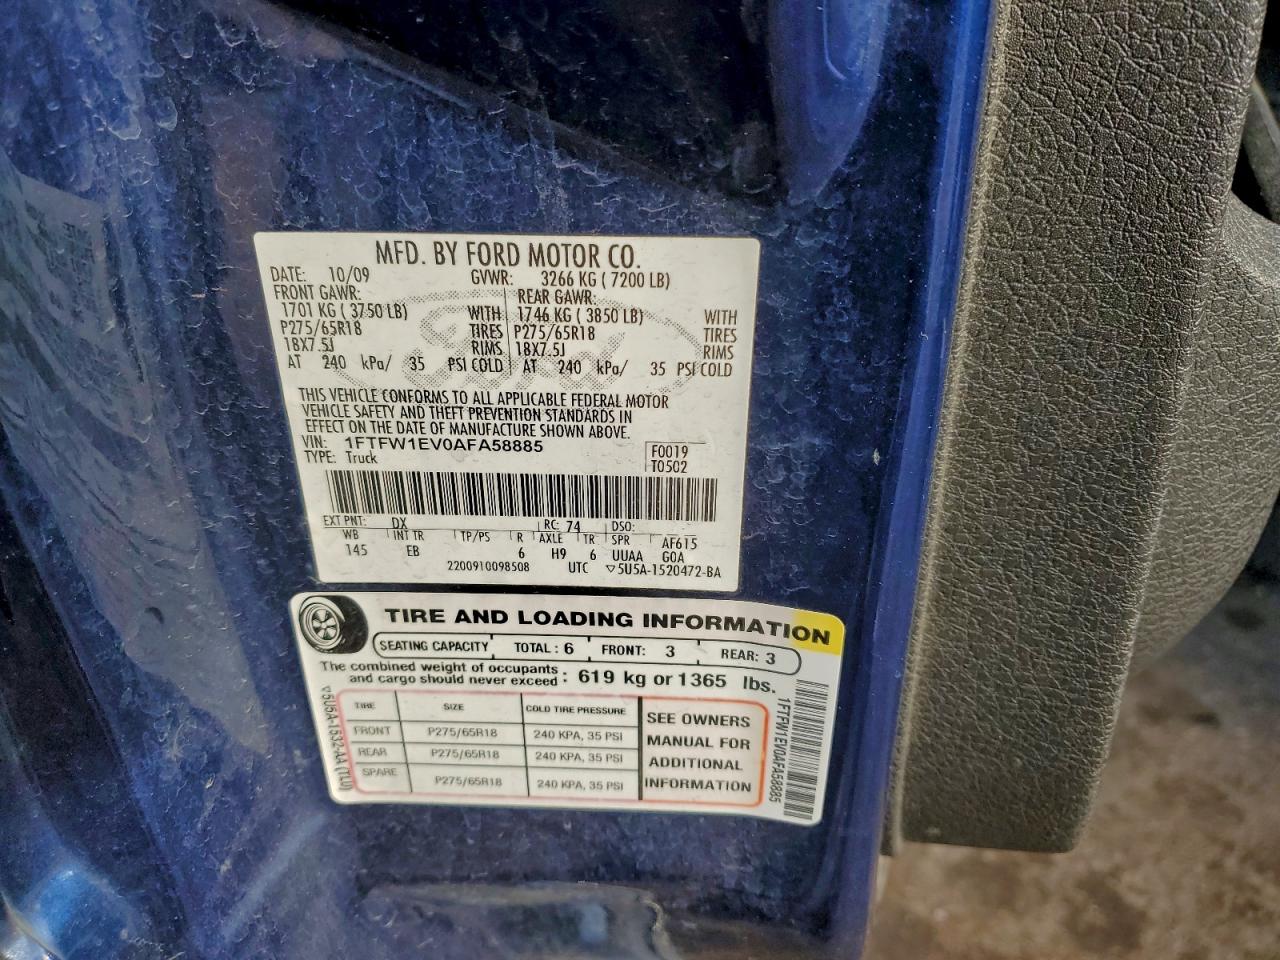 MFD. BY FORD MOTOR CO.
DATE: 10/09 GVWR: 3266 KG ( 7200 LB)
FRONT GAWR: REAR GAWR:
1701 KG ( 3750 LB) WITH 1746 KG ( 3850 LB) WITH
P275/65R18 TIRES P275/65R18 TIRES
18X7.5J RIMS 18X7.5J RIMS
AT 240 kPa/ 35 PSI COLD AT 240 kPa/ 35 PSI COLD
Ford
THIS VEHICLE CONFORMS TO ALL APPLICABLE FEDERAL MOTOR
VEHICLE SAFETY AND THEFT PREVENTION STANDARDS IN
EFFECT ON THE DATE OF MANUFACTURE SHOWN ABOVE.
VIN: 1FTFW1EV0AFA58885
TYPE: Truck
F0019
T0502
EXT PNT: DX RC: 74 DSO:
WB INT TR TP/PS R AXLE TR SPR AF615
145 EB 6 H9 6 UUAA GOA
2200910098508 UTC ▽5U5A-1520472-BA
TIRE AND LOADING INFORMATION
SEATING CAPACITY TOTAL: 6 FRONT: 3 REAR: 3
The combined weight of occupants
and cargo should never exceed : 619 kg or 1365 lbs.
TIRE SIZE COLD TIRE PRESSURE
FRONT P275/65R18 240 KPA, 35 PSI
REAR P275/65R18 240 KPA, 35 PSI
SPARE P275/65R18 240 KPA, 35 PSI
SEE OWNERS
MANUAL FOR
ADDITIONAL
INFORMATION
▽5U5A-1532-AA (TLU)
1FTFW1EV0AFA58885